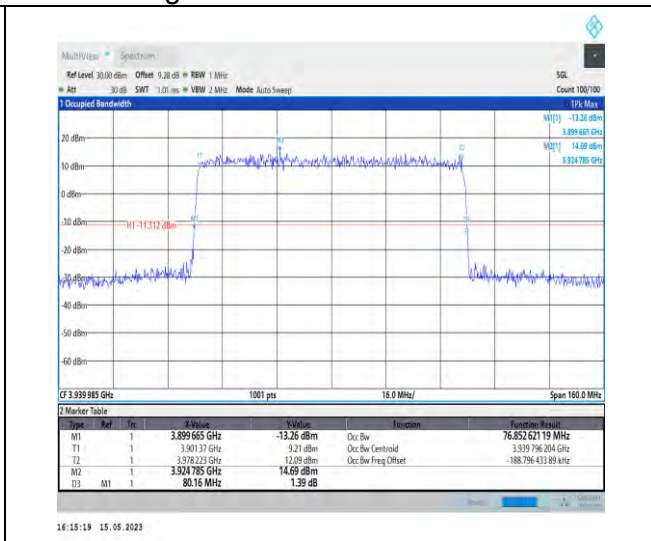 MultiView Spectrum
Ref Level 30.00 dBm Offset 9.28 dB RBW 1 MHz SGL
Att 30 dB SWT 1.01 ms VBW 2 MHz Mode Auto Sweep Count 100/100
1 Occupied Bandwidth 1Pk Max
M1[1] -13.26 dBm
3.899 665 GHz
M2[1] 14.69 dBm
3.924 785 GHz
20 dBm
10 dBm
0 dBm
-10 dBm
H1 -11.312 dBm
-20 dBm
-30 dBm
-40 dBm
-50 dBm
-60 dBm
M1
M2
T1
T2
CF 3.939 985 GHz 1001 pts 16.0 MHz/ Span 160.0 MHz
2 Marker Table
Type Ref Trc X-Value Y-Value Function Function Result
M1 1 3.899 665 GHz -13.26 dBm Occ Bw 76.852 621 19 MHz
T1 1 3.901 37 GHz 9.21 dBm Occ Bw Centroid 3.939 796 204 GHz
T2 1 3.978 223 GHz 12.09 dBm Occ Bw Freq Offset -188.796 433 89 kHz
M2 1 3.924 785 GHz 14.69 dBm
D3 M1 1 80.16 MHz 1.39 dB
16:15:19 15.05.2023